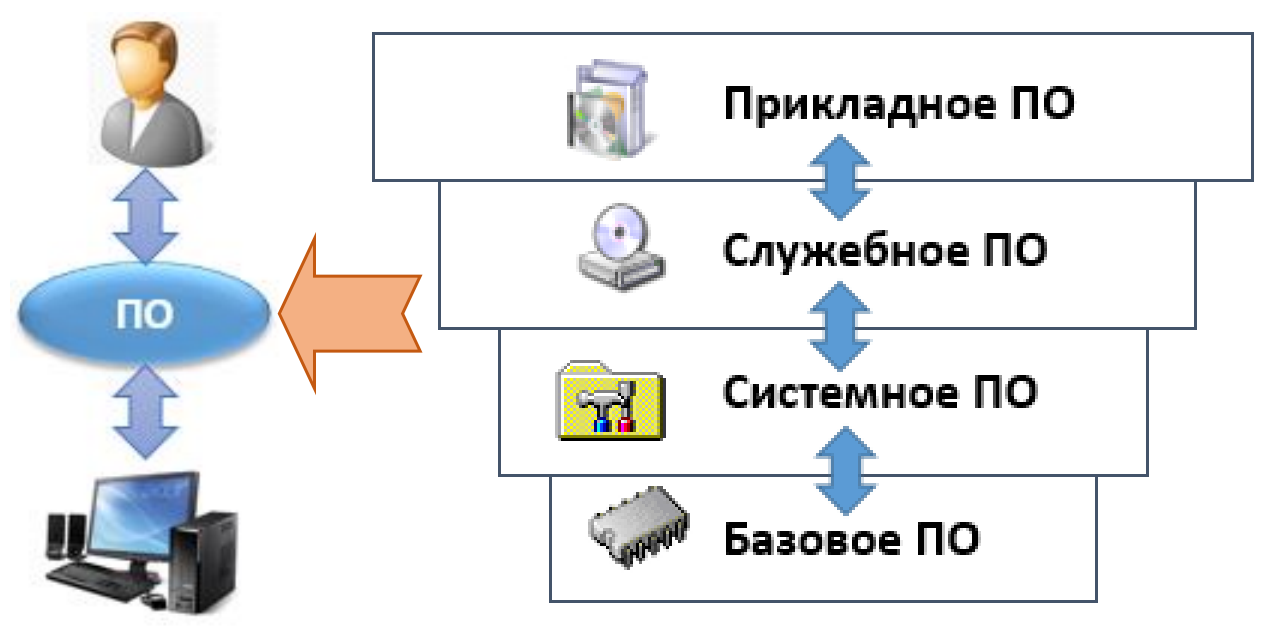 ПО
Прикладное ПО
Служебное ПО
Системное ПО
Базовое ПО